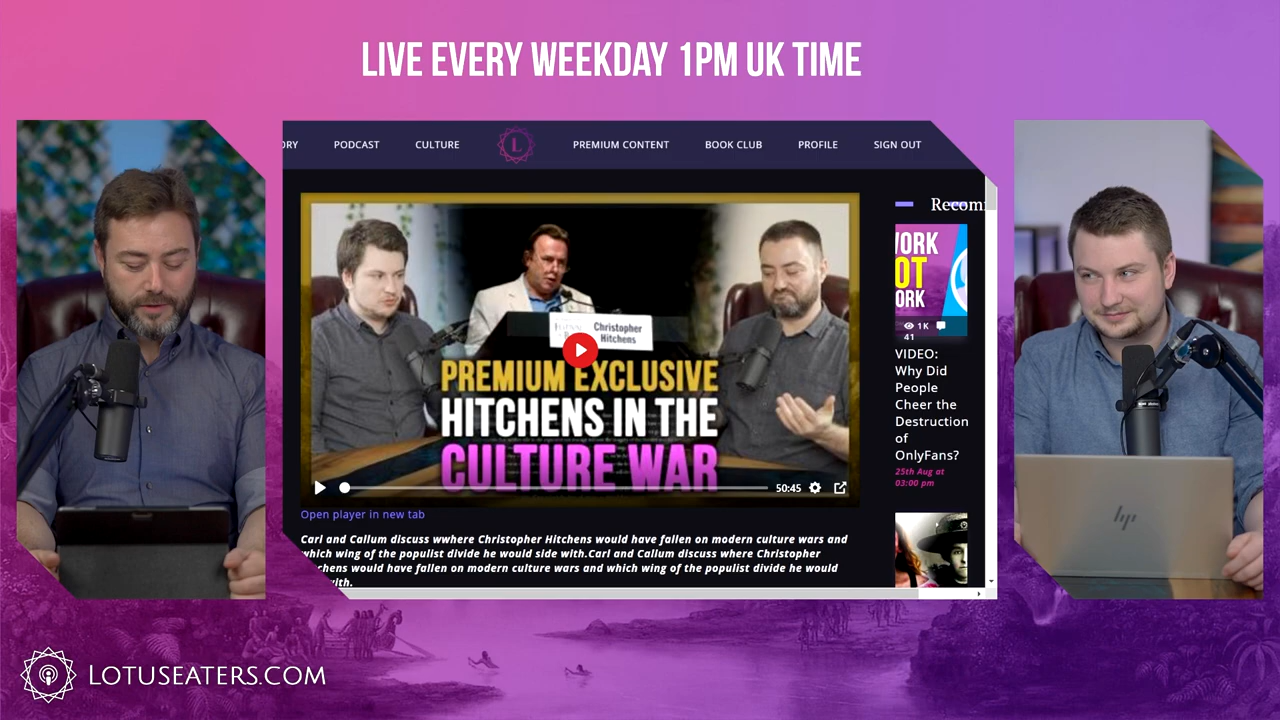 LIVE EVERY WEEKDAY 1PM UK TIME
ORY PODCAST CULTURE L PREMIUM CONTENT BOOK CLUB PROFILE SIGN OUT
Recom
Christopher
Hitchens
PREMIUM EXCLUSIVE
HITCHENS IN THE
CULTURE WAR
50:45
Open player in new tab
Carl and Callum discuss wwhere Christopher Hitchens would have fallen on modern culture wars and
which wing of the populist divide he would side with.Carl and Callum discuss where Christopher
chens would have fallen on modern culture wars and which wing of the populist divide he would
with.
WORK
OT
ORK
1K
41
VIDEO:
Why Did
People
Cheer the
Destruction
of
OnlyFans?
25th Aug at
03:00 pm
hp
LOTUSEATERS.COM